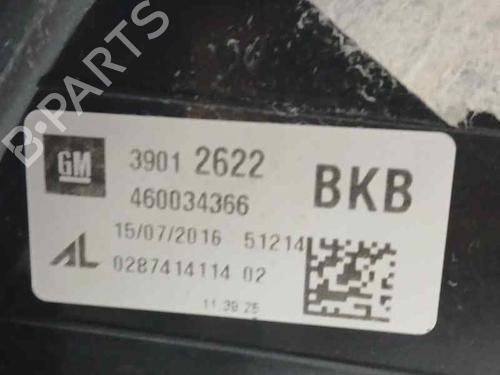 B-PARTS
GM 3901 2622 BKB
460034366
15/07/2016 51214
AL 0287414114 02
11 39 25